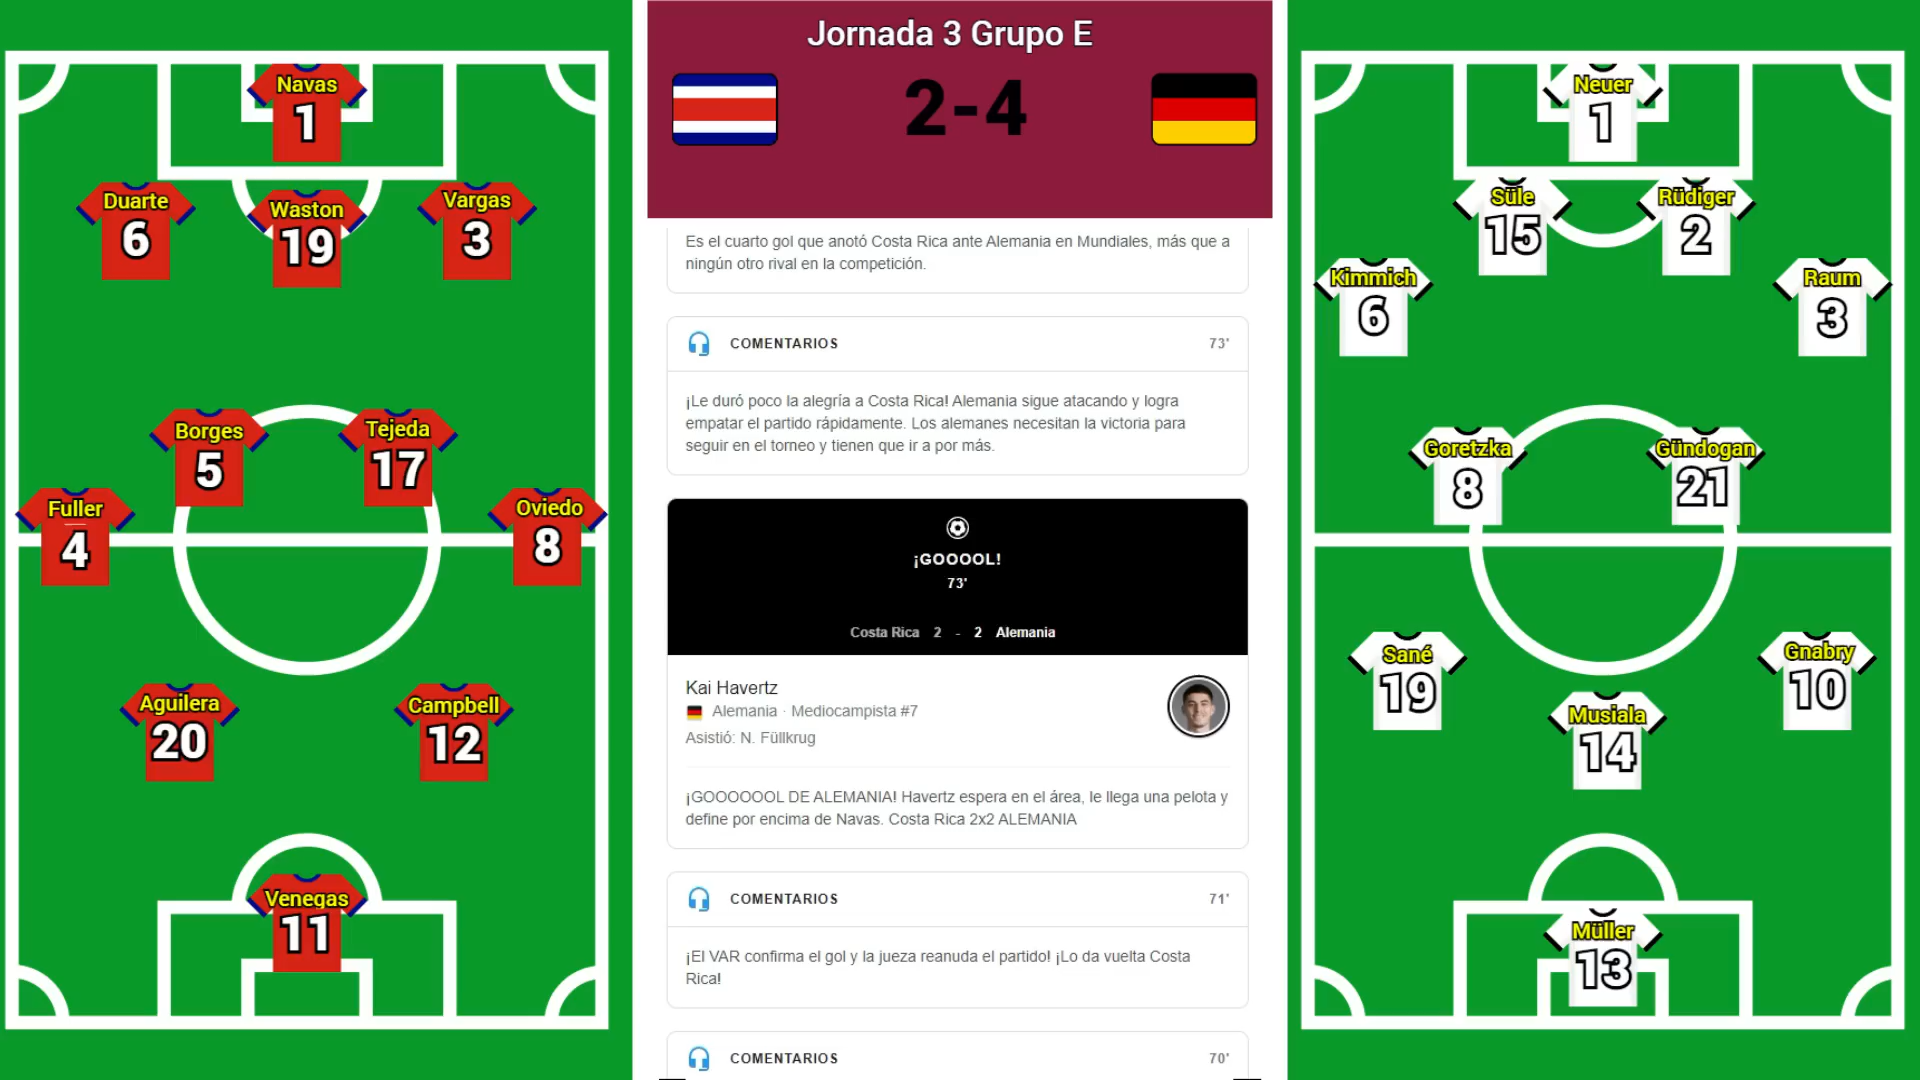 Navas
1
Duarte
6
Waston
19
Vargas
3
Borges
5
Tejeda
17
Fuller
4
Oviedo
8
Aguilera
20
Campbell
12
Venegas
11
Jornada 3 Grupo E
2-4
Es el cuarto gol que anotó Costa Rica ante Alemania en Mundiales, más que a
ningún otro rival en la competición.
COMENTARIOS 73'
¡Le duró poco la alegría a Costa Rica! Alemania sigue atacando y logra
empatar el partido rápidamente. Los alemanes necesitan la victoria para
seguir en el torneo y tienen que ir a por más.
¡GOOOOL!
73'
Costa Rica 2 - 2 Alemania
Kai Havertz
Alemania · Mediocampista #7
Asistió: N. Füllkrug
¡GOOOOOOL DE ALEMANIA! Havertz espera en el área, le llega una pelota y
define por encima de Navas. Costa Rica 2x2 ALEMANIA
COMENTARIOS 71'
¡El VAR confirma el gol y la jueza reanuda el partido! ¡Lo da vuelta Costa
Rica!
COMENTARIOS 70'
Neuer
1
Süle
15
Rüdiger
2
Kimmich
6
Raum
3
Goretzka
8
Gündogan
21
Sané
19
Gnabry
10
Musiala
14
Müller
13